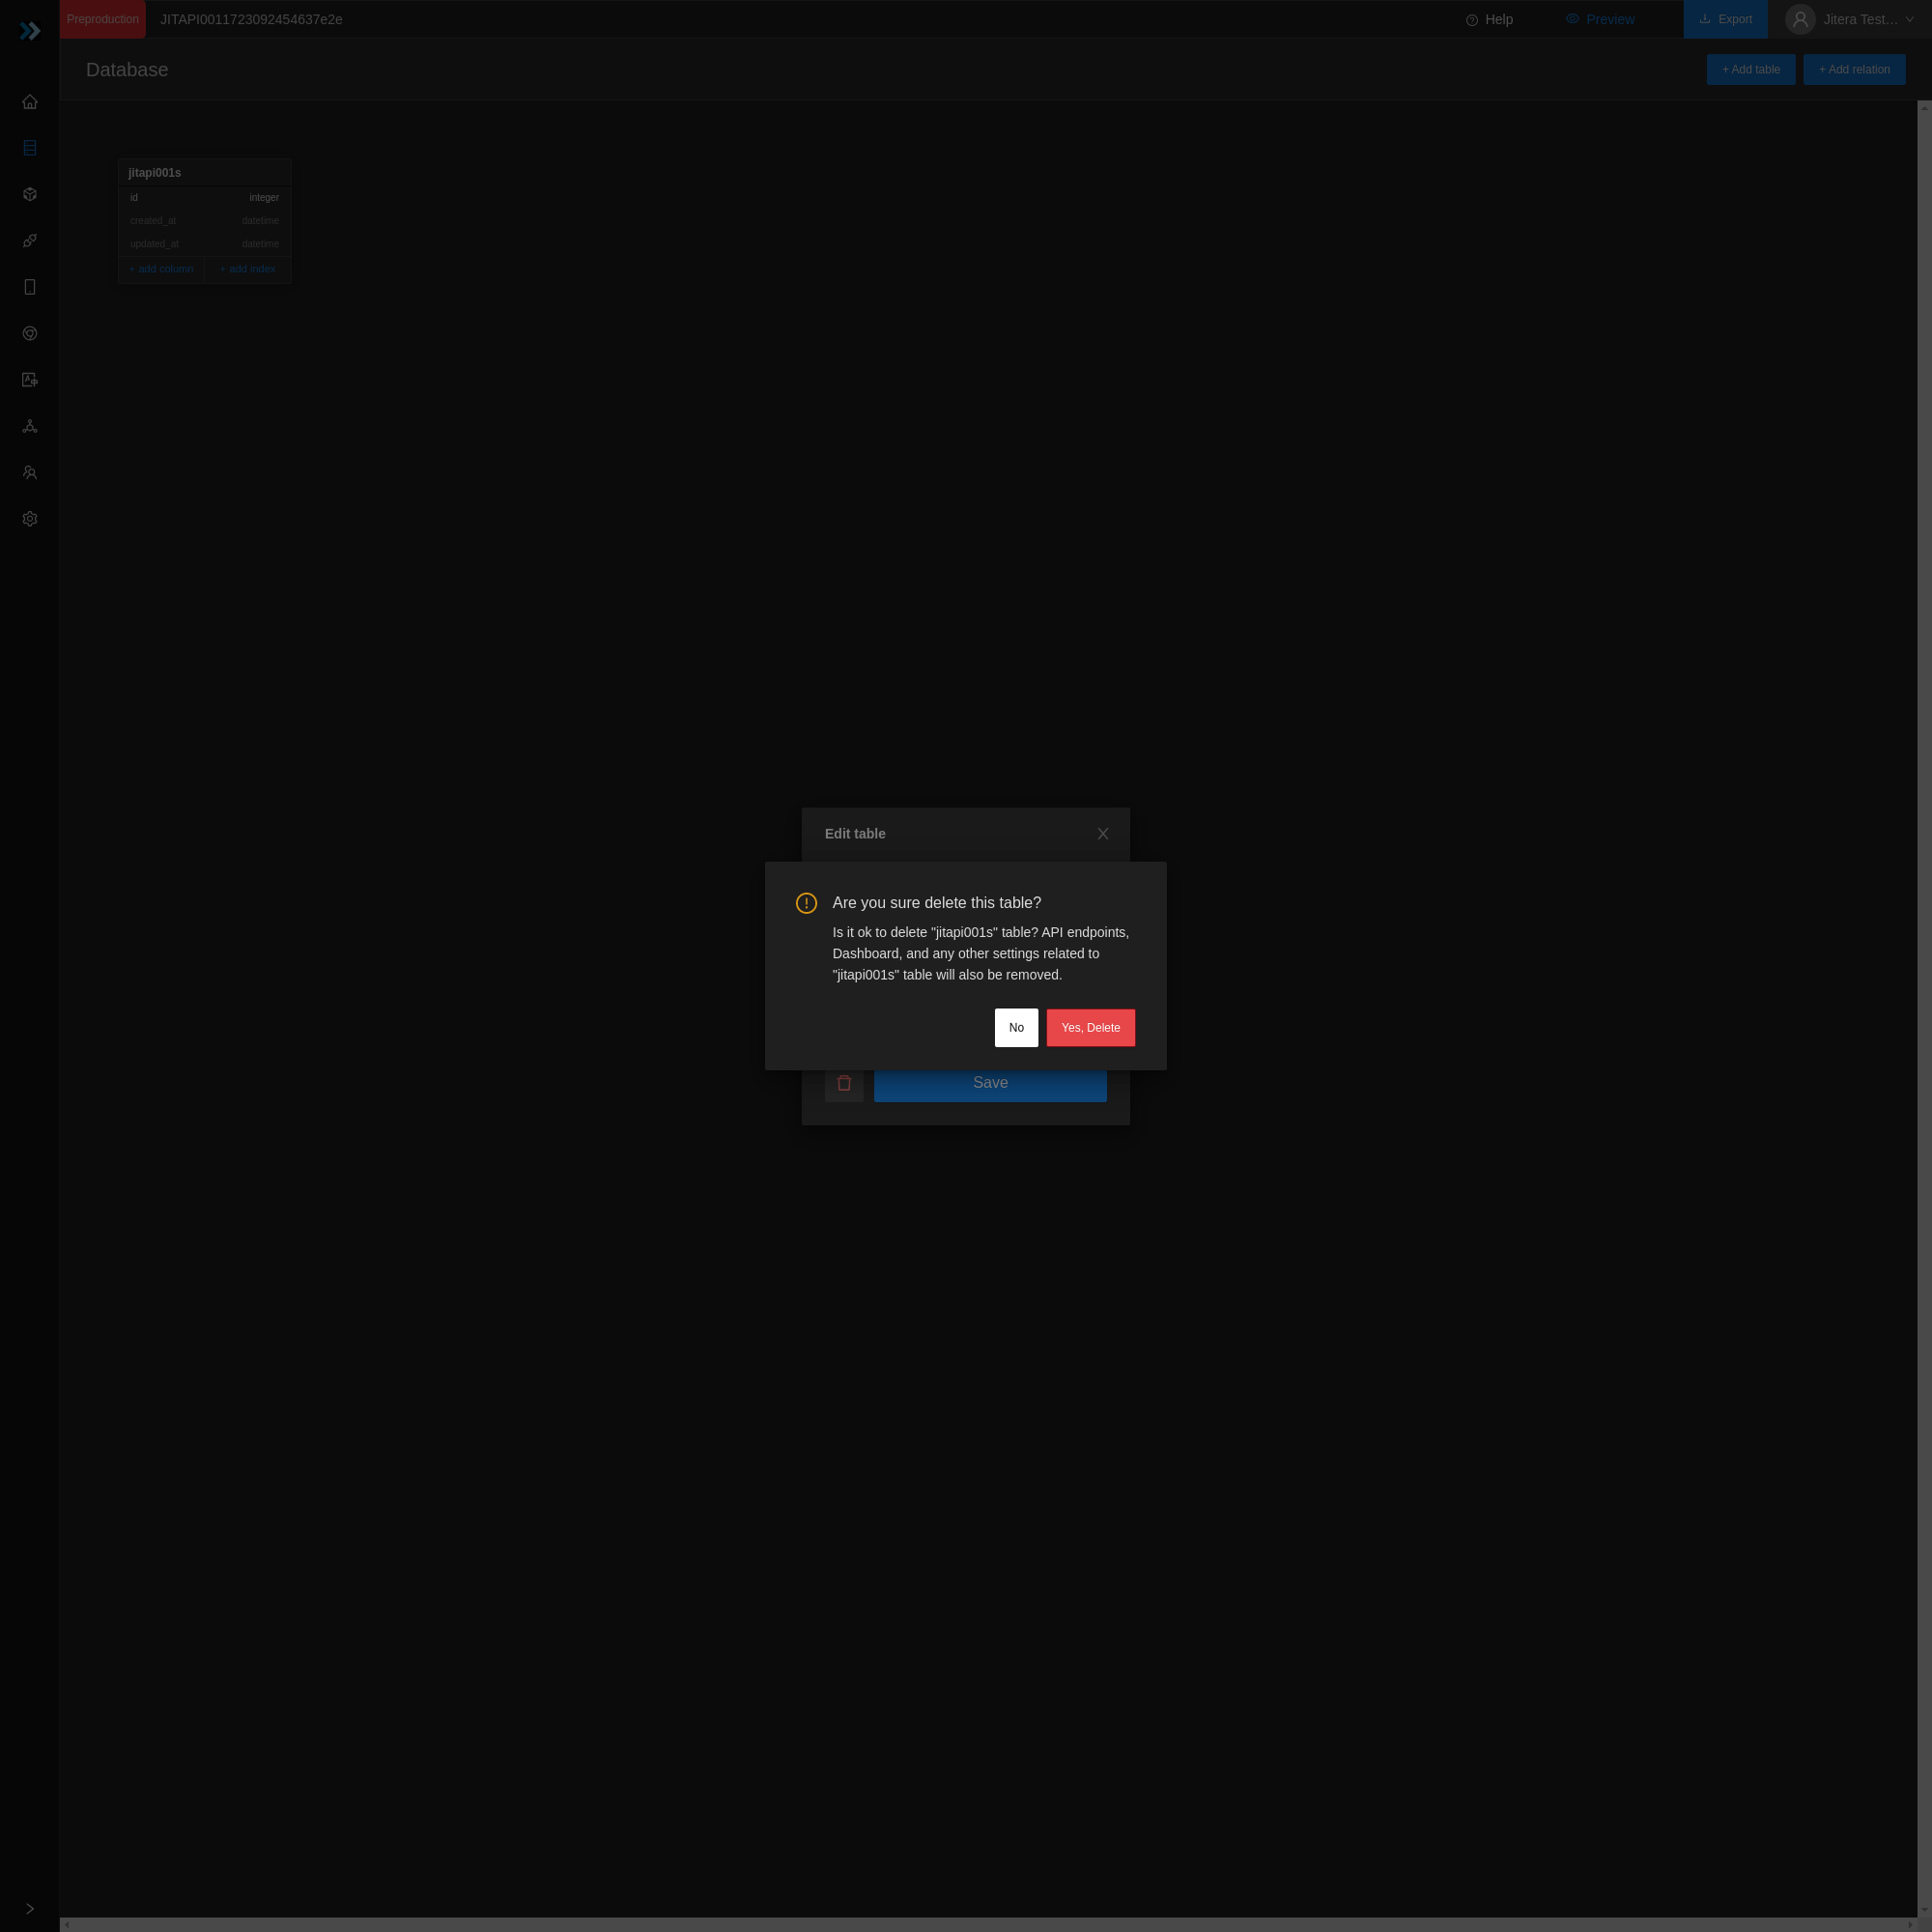 Preproduction
JITAPI0011723092454637e2e
Help
Preview
Export
Jitera Test...
Database
+ Add table
+ Add relation
jitapi001s
id integer
created_at datetime
updated_at datetime
+ add column + add index
Edit table
Are you sure delete this table?
Is it ok to delete "jitapi001s" table? API endpoints,
Dashboard, and any other settings related to
"jitapi001s" table will also be removed.
No
Yes, Delete
Save